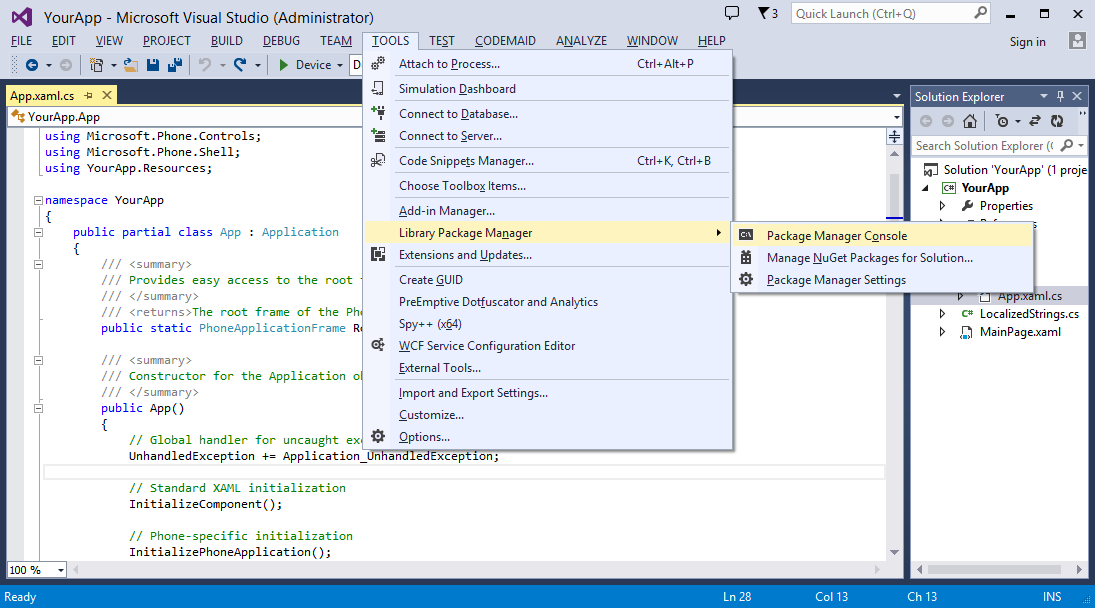 YourApp - Microsoft Visual Studio (Administrator)
3
Quick Launch (Ctrl+Q)
FILE EDIT VIEW PROJECT BUILD DEBUG TEAM TOOLS TEST CODEMAID ANALYZE WINDOW HELP
Sign in
Device
D
App.xaml.cs
YourApp.App
using Microsoft.Phone.Controls;
using Microsoft.Phone.Shell;
using YourApp.Resources;
namespace YourApp
{
public partial class App : Application
{
/// <summary>
/// Provides easy access to the root
/// </summary>
/// <returns>The root frame of the Pho
public static PhoneApplicationFrame Ro
/// <summary>
/// Constructor for the Application ob
/// </summary>
public App()
{
// Global handler for uncaught exc
UnhandledException += Application_UnhandledException;
// Standard XAML initialization
InitializeComponent();
// Phone-specific initialization
InitializePhoneApplication();
100 %
Attach to Process... Ctrl+Alt+P
Simulation Dashboard
Connect to Database...
Connect to Server...
Code Snippets Manager... Ctrl+K, Ctrl+B
Choose Toolbox Items...
Add-in Manager...
Library Package Manager
Extensions and Updates...
Create GUID
PreEmptive Dotfuscator and Analytics
Spy++ (x64)
WCF Service Configuration Editor
External Tools...
Import and Export Settings...
Customize...
Options...
C:\
Package Manager Console
Manage NuGet Packages for Solution...
Package Manager Settings
Solution Explorer
Search Solution Explorer (
Solution 'YourApp' (1 proje
C# YourApp
Properties
App.xaml.cs
C# LocalizedStrings.cs
MainPage.xaml
Ready Ln 28 Col 13 Ch 13 INS